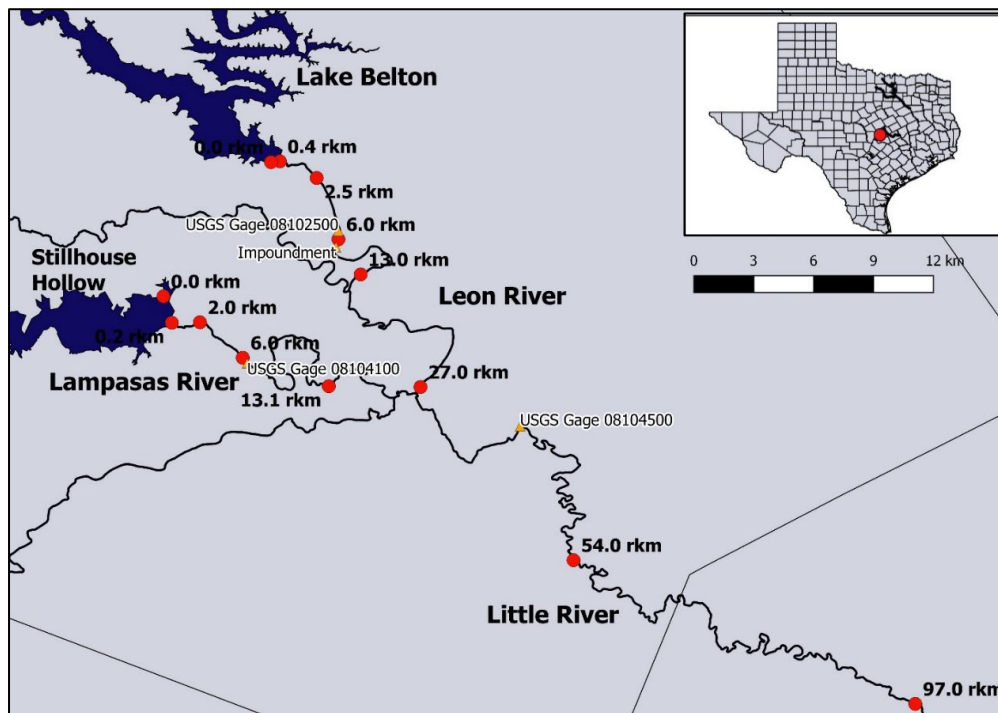 Lake Belton
0.0 rkm
0.4 km
2.5 rkm
USGS Gage 08102500
6.0 rkm
Impoundment
13.0 rkm
Stillhouse
Hollow
0.0 rkm
2.0 rkm
0.2 rkm
Leon River
6.0 rkm
Lampasas River
USGS Gage 08104100
13.1 rkm
27.0 rkm
USGS Gage 08104500
54.0 rkm
Little River
97.0 rkm
0 3 6 9 12 km